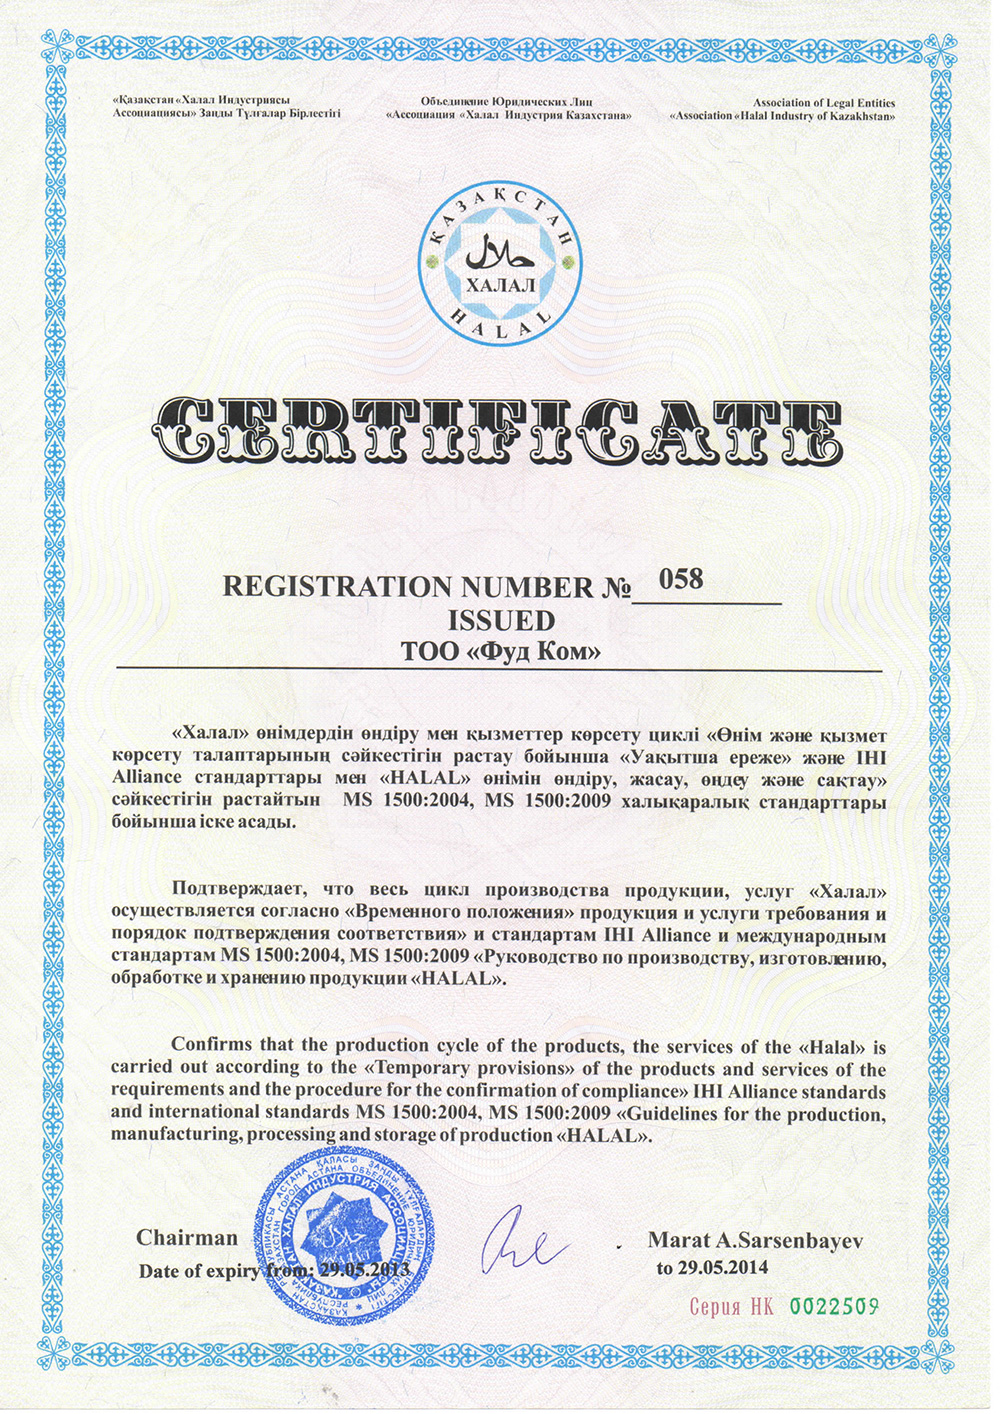 «Қазақстан «Халал Индустриясы
Ассоциациясы» Заңды Тұлғалар Бірлестігі
Объединение Юридических Лиц
«Ассоциация «Халал Индустрия Казахстана»
Association of Legal Entities
«Association «Halal Industry of Kazakhstan»
ҚАЗАҚСТАН
حلال
ХАЛАЛ
HALAL
CERTIFICATE
REGISTRATION NUMBER № 058
ISSUED
ТОО «Фуд Ком»
«Халал» өнімдердін өндіру мен қызметтер көрсету циклі «Өнім және қызмет
көрсету талаптарының сәйкестігін растау бойынша «Уақытша ереже» және IHI
Alliance стандарттары мен «HALAL» өнімін өндіру, жасау, өңдеу және сақтау»
сәйкестігін растайтын MS 1500:2004, MS 1500:2009 халықаралық стандарттары
бойынша іске асады.
Подтверждает, что весь цикл производства продукции, услуг «Халал»
осуществляется согласно «Временного положения» продукция и услуги требования и
порядок подтверждения соответствия» и стандартам IHI Alliance и международным
стандартам MS 1500:2004, MS 1500:2009 «Руководство по производству, изготовлению,
обработке и хранению продукции «HALAL».
Confirms that the production cycle of the products, the services of the «Halal» is
carried out according to the «Temporary provisions» of the products and services of the
requirements and the procedure for the confirmation of compliance» IHI Alliance standards
and international standards MS 1500:2004, MS 1500:2009 «Guidelines for the production,
manufacturing, processing and storage of production «HALAL».
Chairman
Marat A.Sarsenbayev
Date of expiry from: 29.05.2013
to 29.05.2014
Серия НК 0022509